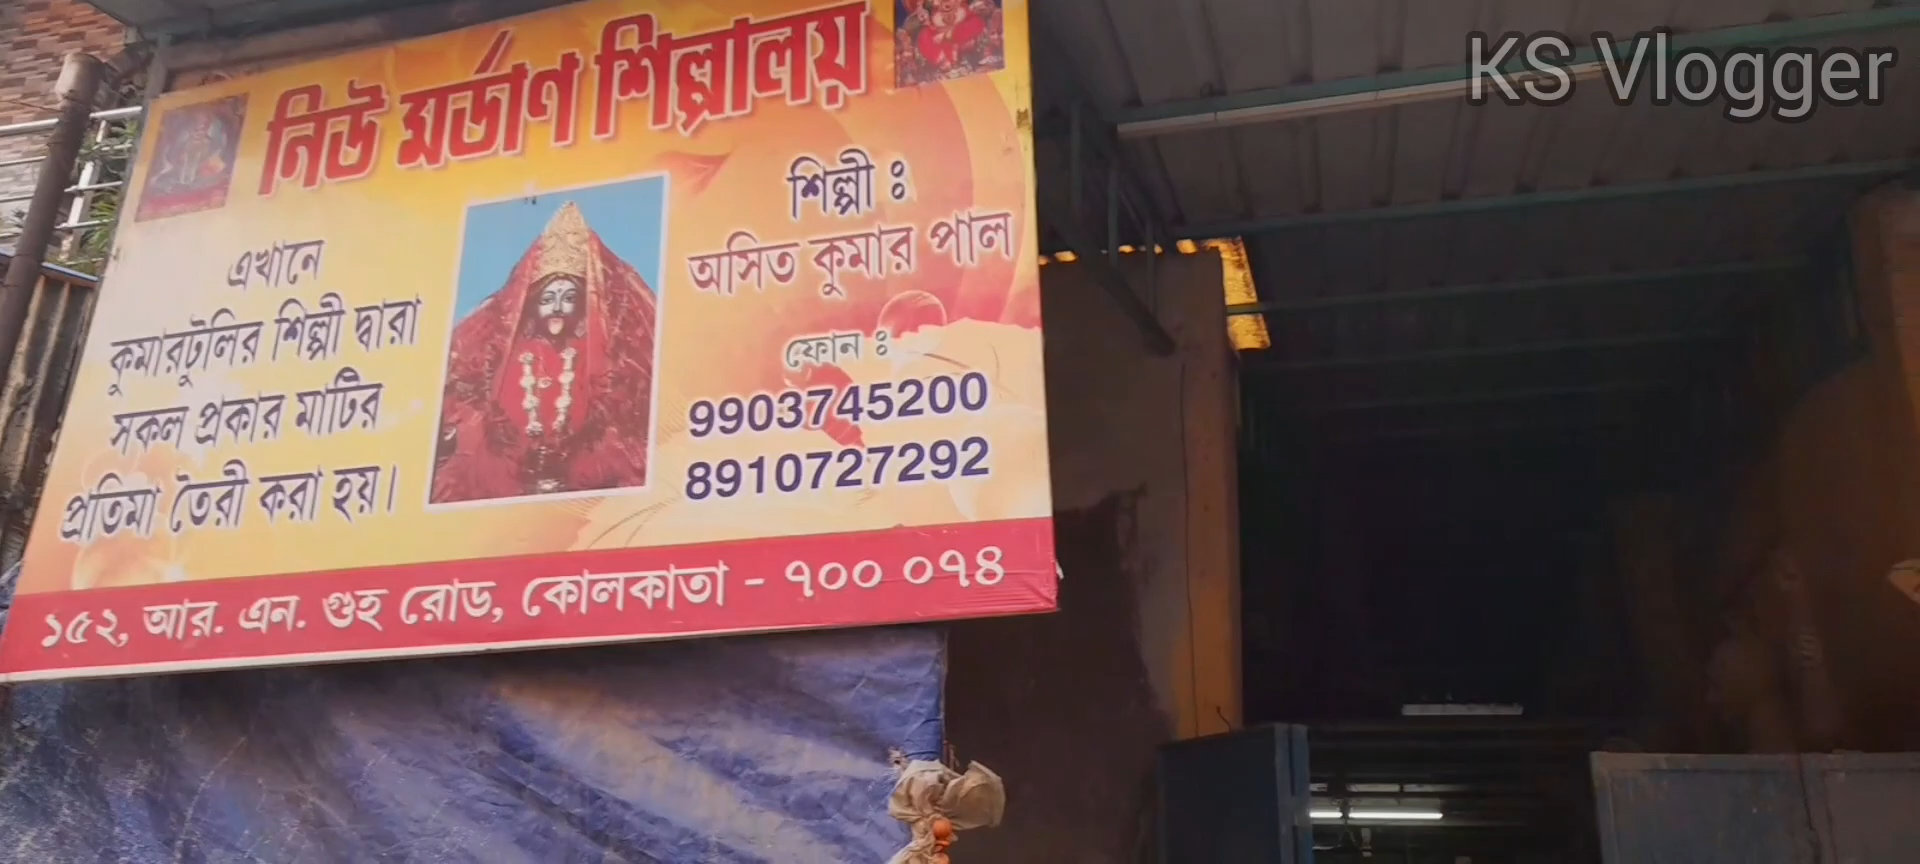 KS Vlogger
নিউ মর্ডাণ শিল্পালয়
এখানে
কুমারটুলির শিল্পী দ্বারা
সকল প্রকার মাটির
প্রতিমা তৈরী করা হয়।
শিল্পী ঃ
অসিত কুমার পাল
ফোন ঃ
9903745200
8910727292
১৫২, আর. এন. গুহ রোড, কোলকাতা - ৭০০ ০৭৪